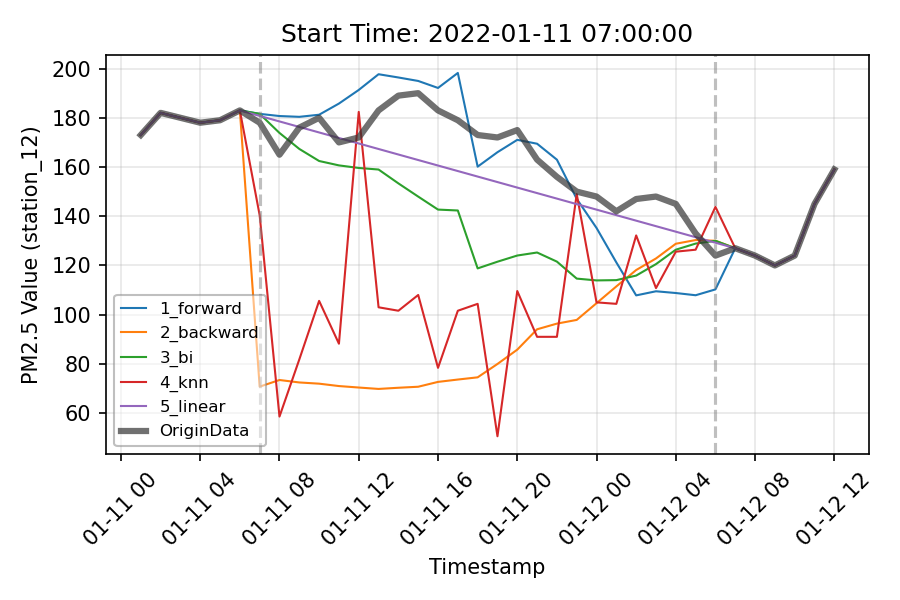 Start Time: 2022-01-11 07:00:00
PM2.5 Value (station_12)
200
180
160
140
120
100
80
60
1_forward
2_backward
3_bi
4_knn
5_linear
OriginData
01-11 00
01-11 04
01-11 08
01-11 12
01-11 16
01-11 20
01-12 00
01-12 04
01-12 08
01-12 12
Timestamp